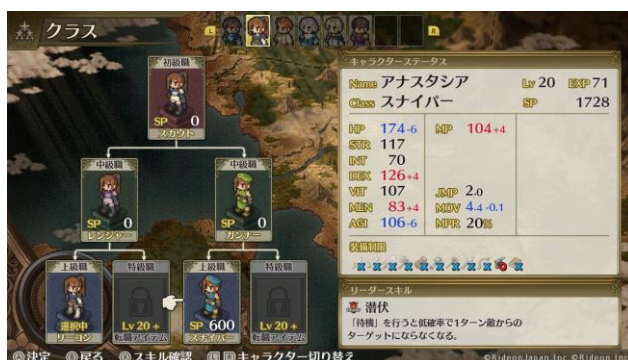 クラス
L
R
初級職
SP 0
スカウト
中級職
中級職
SP 0
SP 0
レンジャー
ガンナー
上級職
特級職
上級職
特級職
選択中
Lv 20 +
SP 600
Lv 20 +
リーコン
転職アイテム
スナイパー
転職アイテム
キャラクターステータス
Name アナスタシア Lv 20 EXP 71
Class スナイパー SP 1728
HP 174-6 MP 104+4
STR 117
INT 70
DEX 126+4
VIT 107 JMP 2.0
MEN 83+4 MOV 4.4 -0.1
AGI 106-6 MPR 20%
装備制限
リーダースキル
潜伏
「待機」を行うと低確率で1ターン敵からの
ターゲットにならなくなる。
決定 戻る スキル確認 L R キャラクター切り替え
©Rideon Japan,Inc. ©Rideon,Inc.